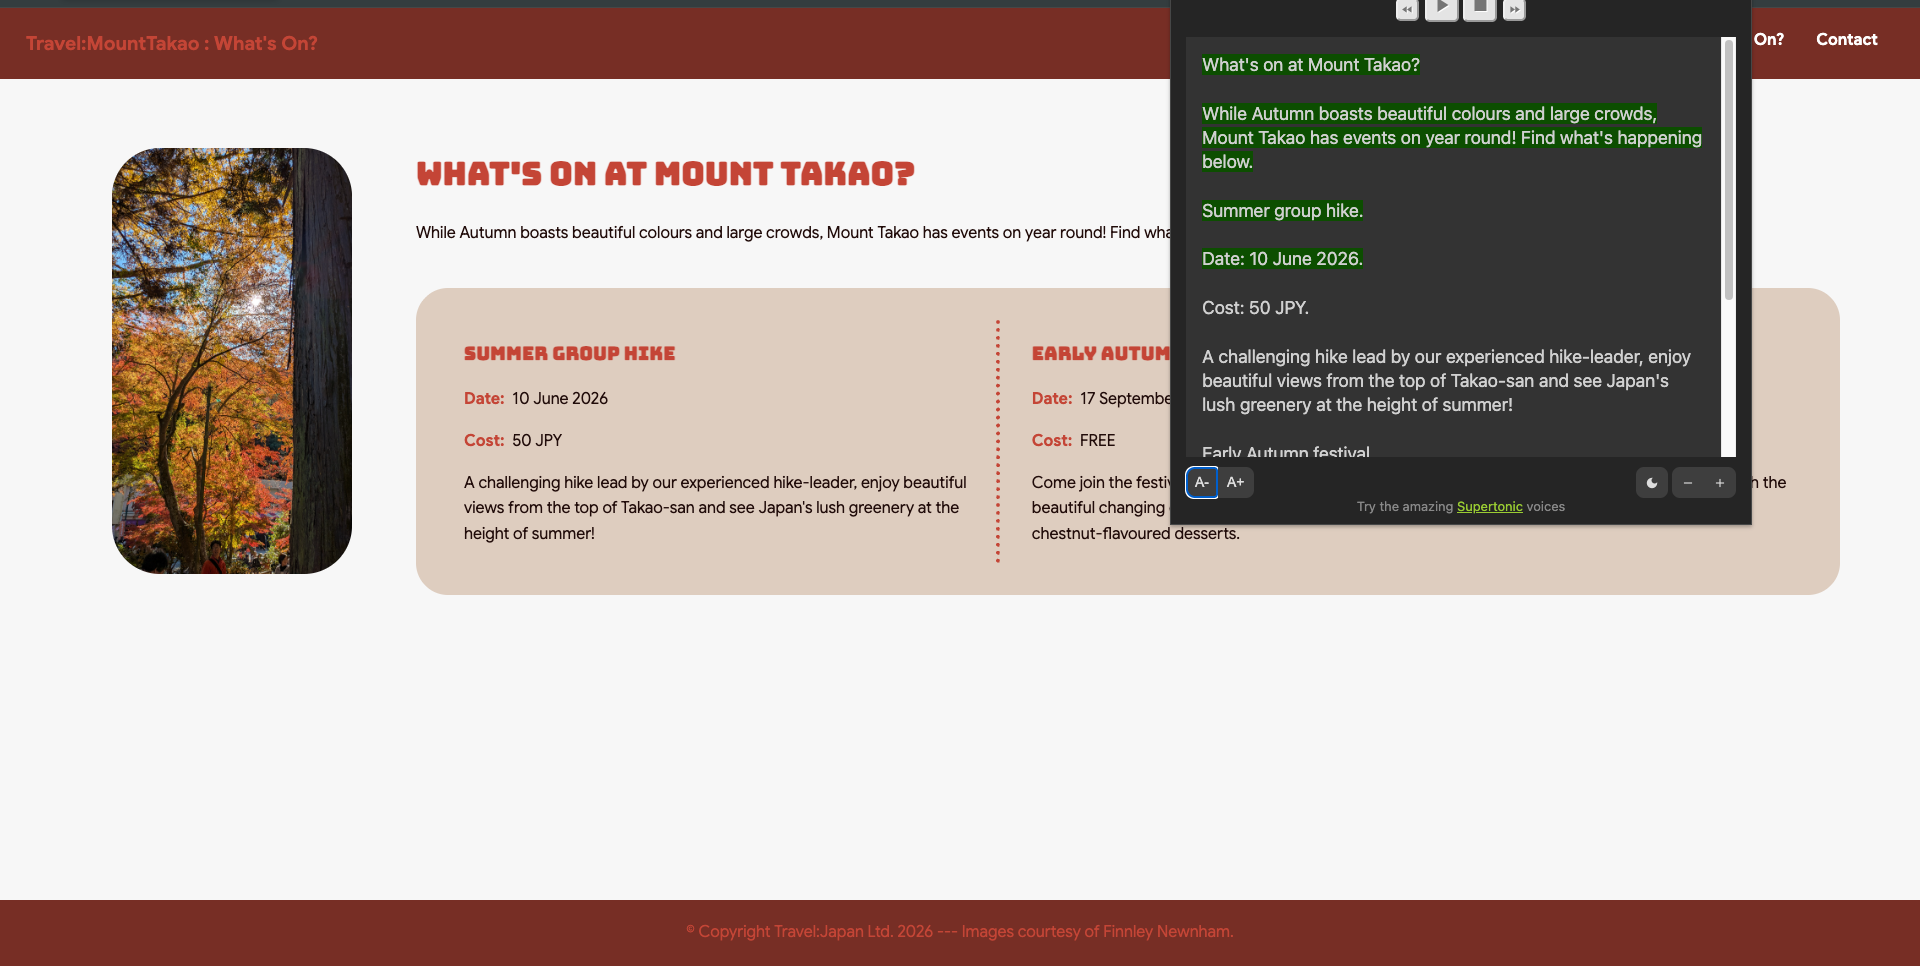 Travel:MountTakao : What's On?
On?
Contact
WHAT'S ON AT MOUNT TAKAO?
While Autumn boasts beautiful colours and large crowds, Mount Takao has events on year round! Find
SUMMER GROUP HIKE
Date: 10 June 2026
Cost: 50 JPY
A challenging hike lead by our experienced hike-leader, enjoy beautiful
views from the top of Takao-san and see Japan's lush greenery at the
height of summer!
EARLY
Date: 17
Cost: FREE
Come join the
the
beautiful changing
chestnut-flavoured desserts.
What's on at Mount Takao?
While Autumn boasts beautiful colours and large crowds,
Mount Takao has events on year round! Find what's happening
below.
Summer group hike.
Date: 10 June 2026.
Cost: 50 JPY.
A challenging hike lead by our experienced hike-leader, enjoy
beautiful views from the top of Takao-san and see Japan's
lush greenery at the height of summer!
Early Autumn festival
A- A+
Try the amazing Supertonic voices
© Copyright Travel:Japan Ltd. 2026 --- Images courtesy of Finnley Newnham.